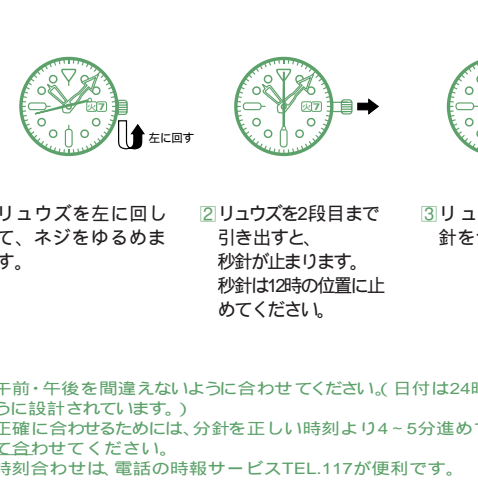 左に回す
リュウズを左に回し
て、ネジをゆるめま
す。
2 リュウズを2段目まで
引き出すと、
秒針が止まります。
秒針は12時の位置に止
めてください。
3 リュ
針を
午前・午後を間違えないように合わせてください。(日付は24時
うに設計されています。)
正確に合わせるためには、分針を正しい時刻より4~5分進めて
て合わせてください。
時刻合わせは、電話の時報サービスTEL.117が便利です。